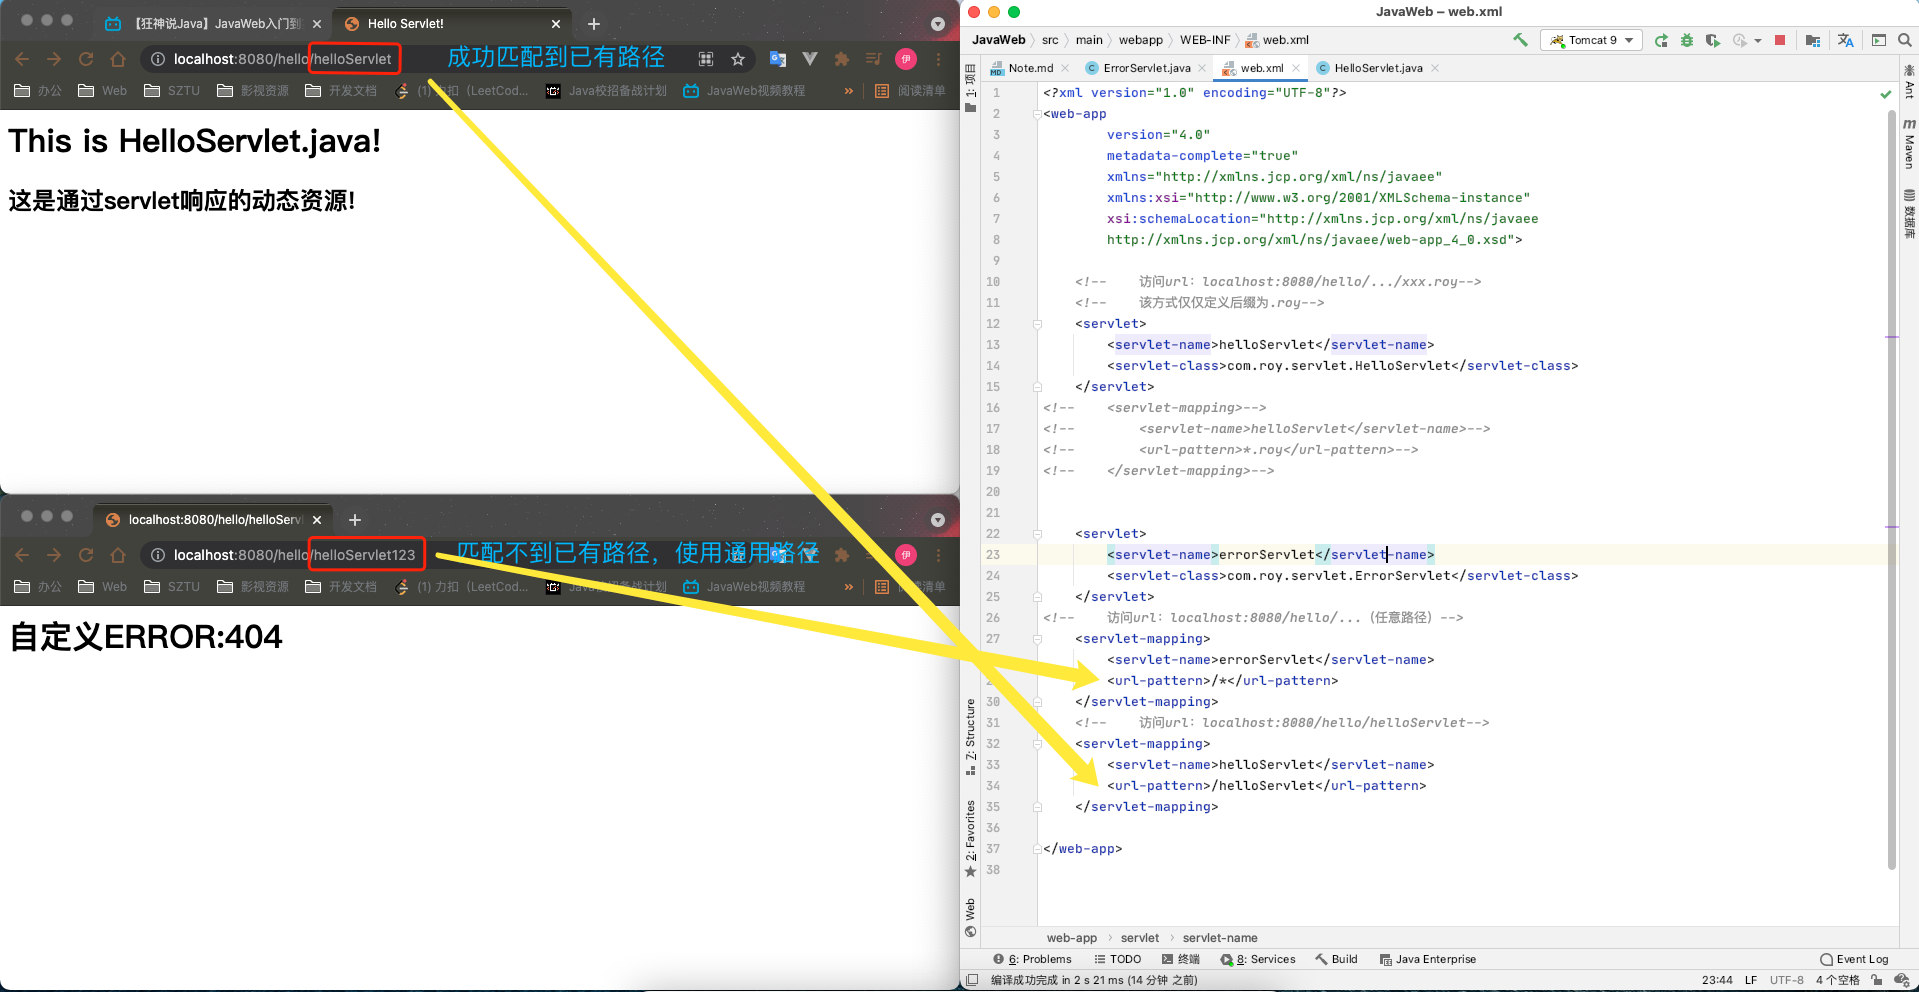 【狂神说Java】JavaWeb入门到
Hello Servlet!
localhost:8080/hello/helloServlet
成功匹配到已有路径
伊
办公
Web
SZTU
影视资源
开发文档
(1) 力扣 (LeetCod...
Java校招备战计划
JavaWeb视频教程
»
阅读清单
This is HelloServlet.java!
这是通过servlet响应的动态资源!
localhost:8080/hello/helloServ
localhost:8080/hello/helloServlet123
匹配不到已有路径，使用通用路径
伊
办公
Web
SZTU
影视资源
开发文档
(1) 力扣 (LeetCod...
JavaWeb视频教程
»
自定义ERROR:404
JavaWeb – web.xml
JavaWeb 〉 src 〉 main 〉 webapp 〉 WEB-INF 〉 web.xml
Tomcat 9
Note.md
ErrorServlet.java
web.xml
HelloServlet.java
1: 项目
7: Structure
2: Favorites
Web
Ant
Maven
数据库
1 <?xml version="1.0" encoding="UTF-8"?>
2 <web-app
3 version="4.0"
4 metadata-complete="true"
5 xmlns="http://xmlns.jcp.org/xml/ns/javaee"
6 xmlns:xsi="http://www.w3.org/2001/XMLSchema-instance"
7 xsi:schemaLocation="http://xmlns.jcp.org/xml/ns/javaee
8 http://xmlns.jcp.org/xml/ns/javaee/web-app_4_0.xsd">
9
10 <!-- 访问url: localhost:8080/hello/.../xxx.roy-->
11 <!-- 该方式仅仅定义后缀为.roy-->
12 <servlet>
13 <servlet-name>helloServlet</servlet-name>
14 <servlet-class>com.roy.servlet.HelloServlet</servlet-class>
15 </servlet>
16 <!-- <servlet-mapping>-->
17 <!-- <servlet-name>helloServlet</servlet-name>-->
18 <!-- <url-pattern>*.roy</url-pattern>-->
19 <!-- </servlet-mapping>-->
20
21
22 <servlet>
23 <servlet-name>errorServlet</servlet-name>
24 <servlet-class>com.roy.servlet.ErrorServlet</servlet-class>
25 </servlet>
26 <!-- 访问url: localhost:8080/hello/... (任意路径) -->
27 <servlet-mapping>
<servlet-name>errorServlet</servlet-name>
<url-pattern>/*</url-pattern>
30 </servlet-mapping>
31 <!-- 访问url: localhost:8080/hello/helloServlet-->
32 <servlet-mapping>
33 <servlet-name>helloServlet</servlet-name>
34 <url-pattern>/helloServlet</url-pattern>
35 </servlet-mapping>
36
37 </web-app>
38
web-app 〉 servlet 〉 servlet-name
6: Problems
TODO
终端
8: Services
Build
Java Enterprise
Event Log
编译成功完成 in 2 s 21 ms (14 分钟 之前)
23:44 LF UTF-8 4 个空格